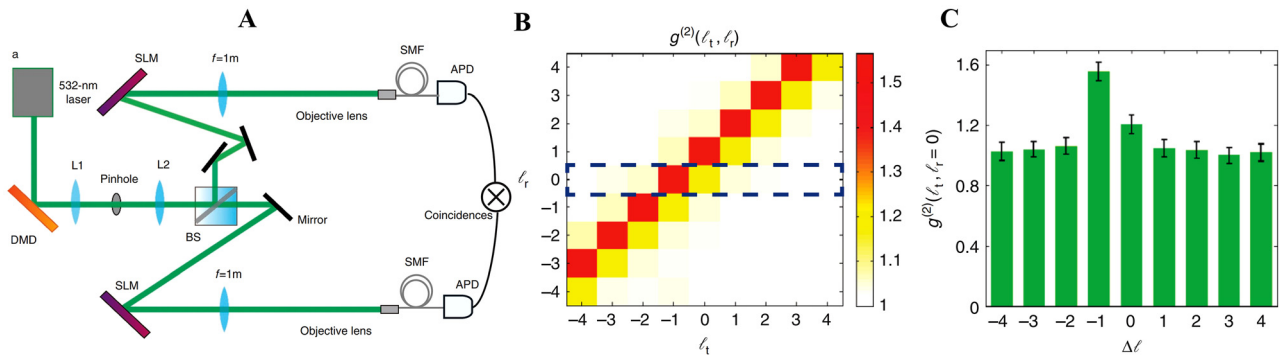 A
a
532-nm
laser
SLM
f=1m
SMF
APD
Objective lens
L1
Pinhole
L2
DMD
BS
Mirror
Coincidences
SLM
f=1m
SMF
APD
Objective lens
B
g(2)(ℓt, ℓr)
4
3
2
1
0
−1
−2
−3
−4
ℓr
−4 −3 −2 −1 0 1 2 3 4
ℓt
1.5
1.4
1.3
1.2
1.1
1
C
g(2)(ℓt, ℓr = 0)
1.6
1.2
0.8
0.4
0
−4 −3 −2 −1 0 1 2 3 4
Δℓ